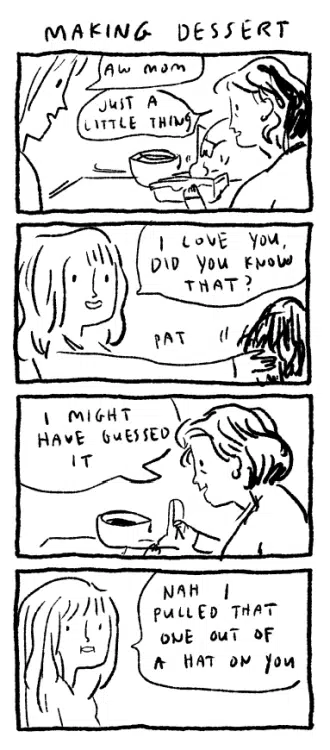 MAKING DESSERT
AW MOM
JUST A
LITTLE THING
I LOVE YOU,
DID YOU KNOW
THAT?
PAT
I MIGHT
HAVE GUESSED
IT
NAH I
PULLED THAT
ONE OUT OF
A HAT ON YOU